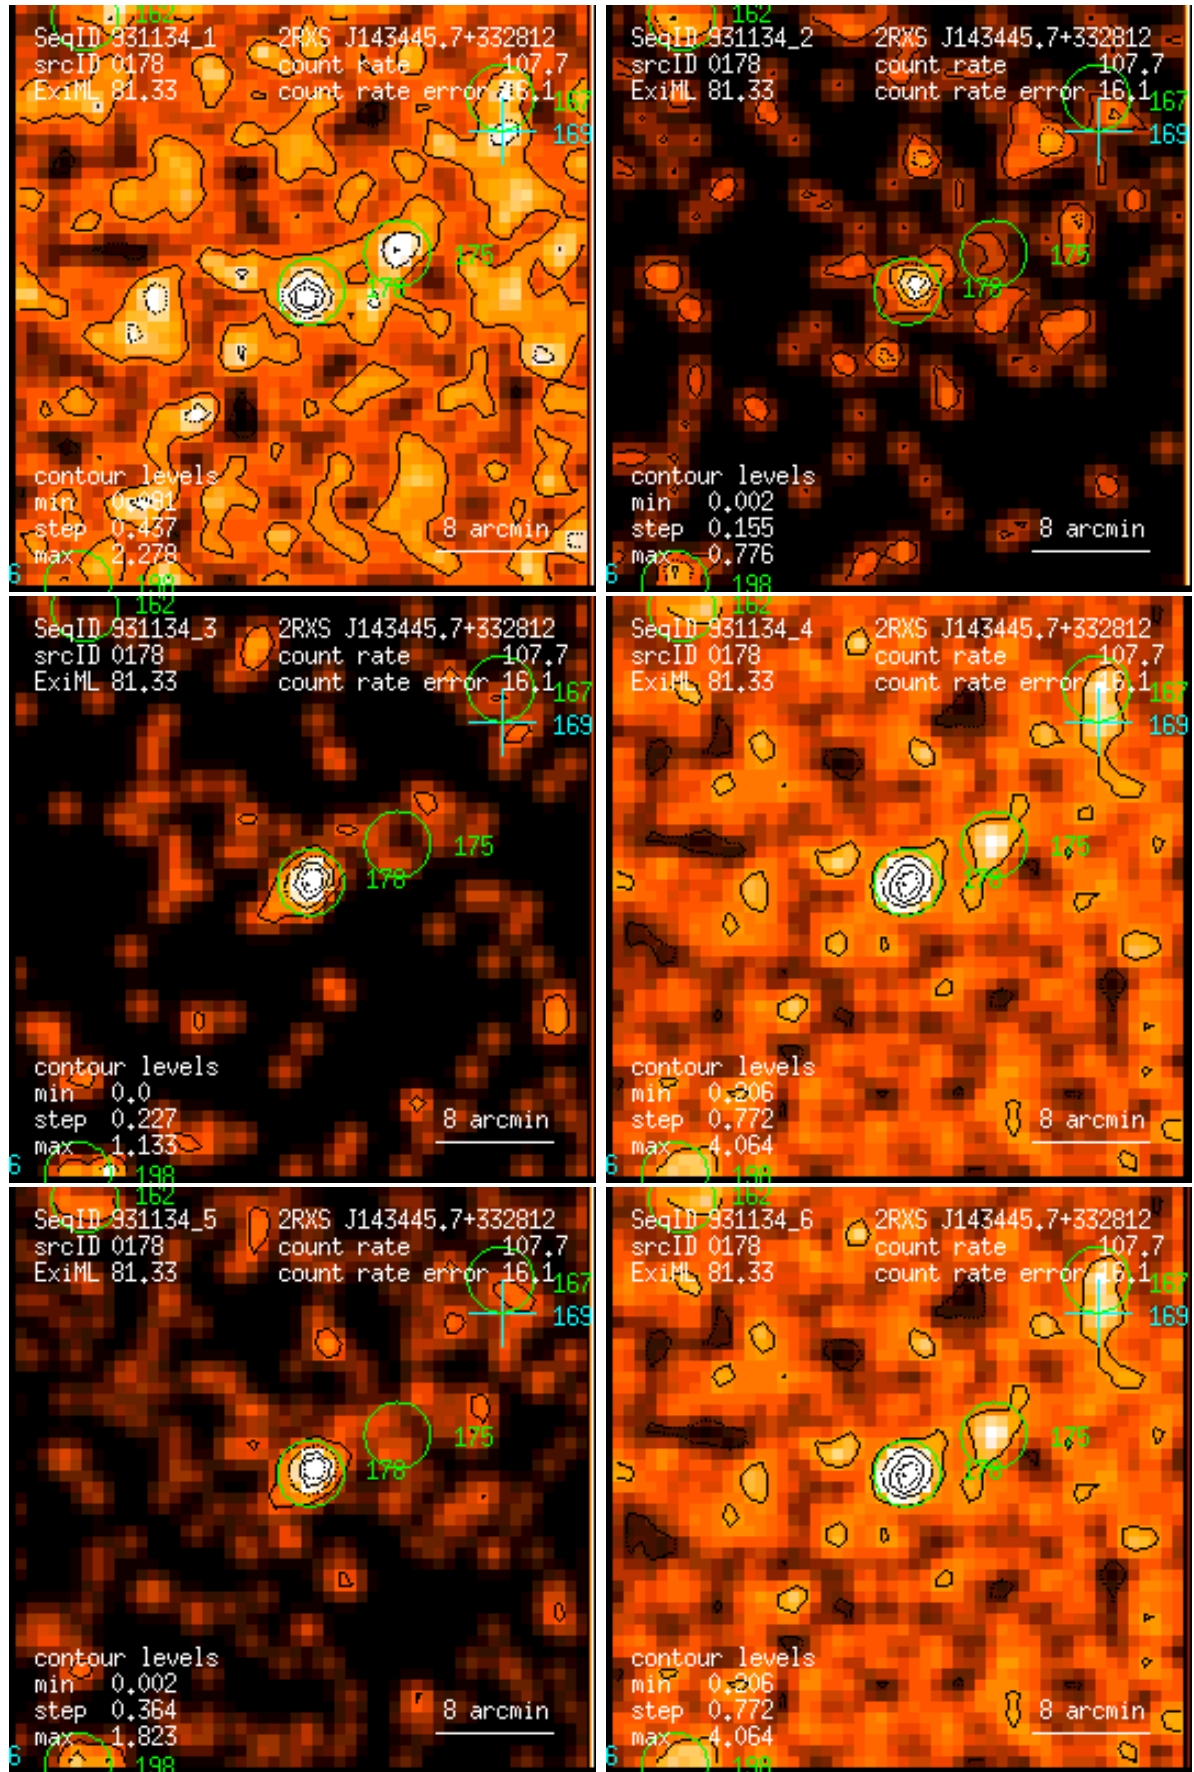 162
SeqID 931134_1 2RXS J143445.7+332812
srcID 0178 count rate 107.7
ExiML 81.33 count rate error 16.1
167
169
175
178
contour levels
min 0.081
step 0.437
max 2.278
8 arcmin
6
198
162
SeqID 931134_2 2RXS J143445.7+332812
srcID 0178 count rate 107.7
ExiML 81.33 count rate error 16.1
167
169
175
178
contour levels
min 0.002
step 0.155
max 0.776
8 arcmin
6
198
162
SeqID 931134_3 2RXS J143445.7+332812
srcID 0178 count rate 107.7
ExiML 81.33 count rate error 16.1
167
169
175
178
contour levels
min 0.0
step 0.227
max 1.133
8 arcmin
6
198
162
SeqID 931134_4 2RXS J143445.7+332812
srcID 0178 count rate 107.7
ExiML 81.33 count rate error 16.1
167
169
175
178
contour levels
min 0.206
step 0.772
max 4.064
8 arcmin
6
198
162
SeqID 931134_5 2RXS J143445.7+332812
srcID 0178 count rate 107.7
ExiML 81.33 count rate error 16.1
167
169
175
178
contour levels
min 0.002
step 0.364
max 1.823
8 arcmin
6
198
162
SeqID 931134_6 2RXS J143445.7+332812
srcID 0178 count rate 107.7
ExiML 81.33 count rate error 16.1
167
169
175
178
contour levels
min 0.206
step 0.772
max 4.064
8 arcmin
6
198